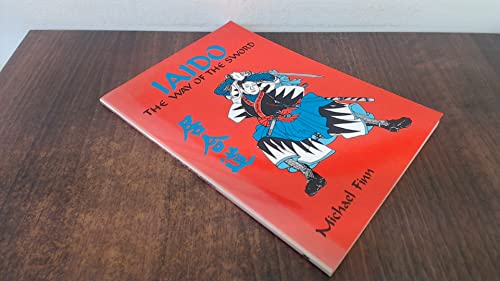 IAIDO
THE WAY OF THE SWORD
居合道
Michael Finn